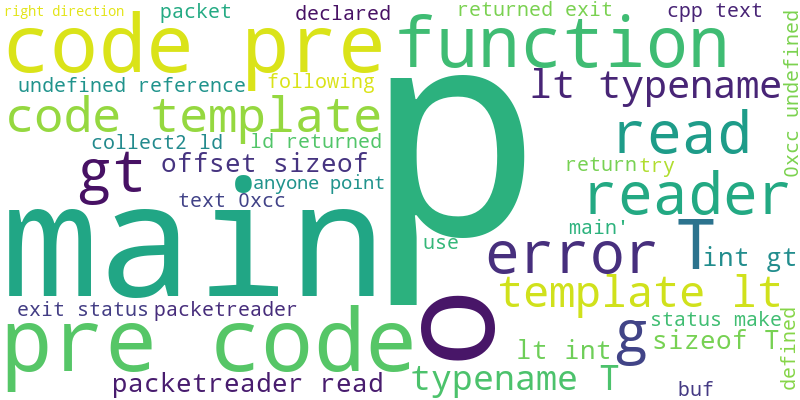 right direction
packet
declared
returned exit
cpp text
code pre
function
undefined reference
following
lt typename
0xcc undefined
code template
p
collect2 ld
ld returned
read
gt
offset sizeof
anyone point
return
try
text 0xcc
reader
main
main'
use
error
T
int gt
template lt
exit status
packetreader
o
g
status make
pre code
sizeof T
lt int
defined
packetreader read
typename T
buf